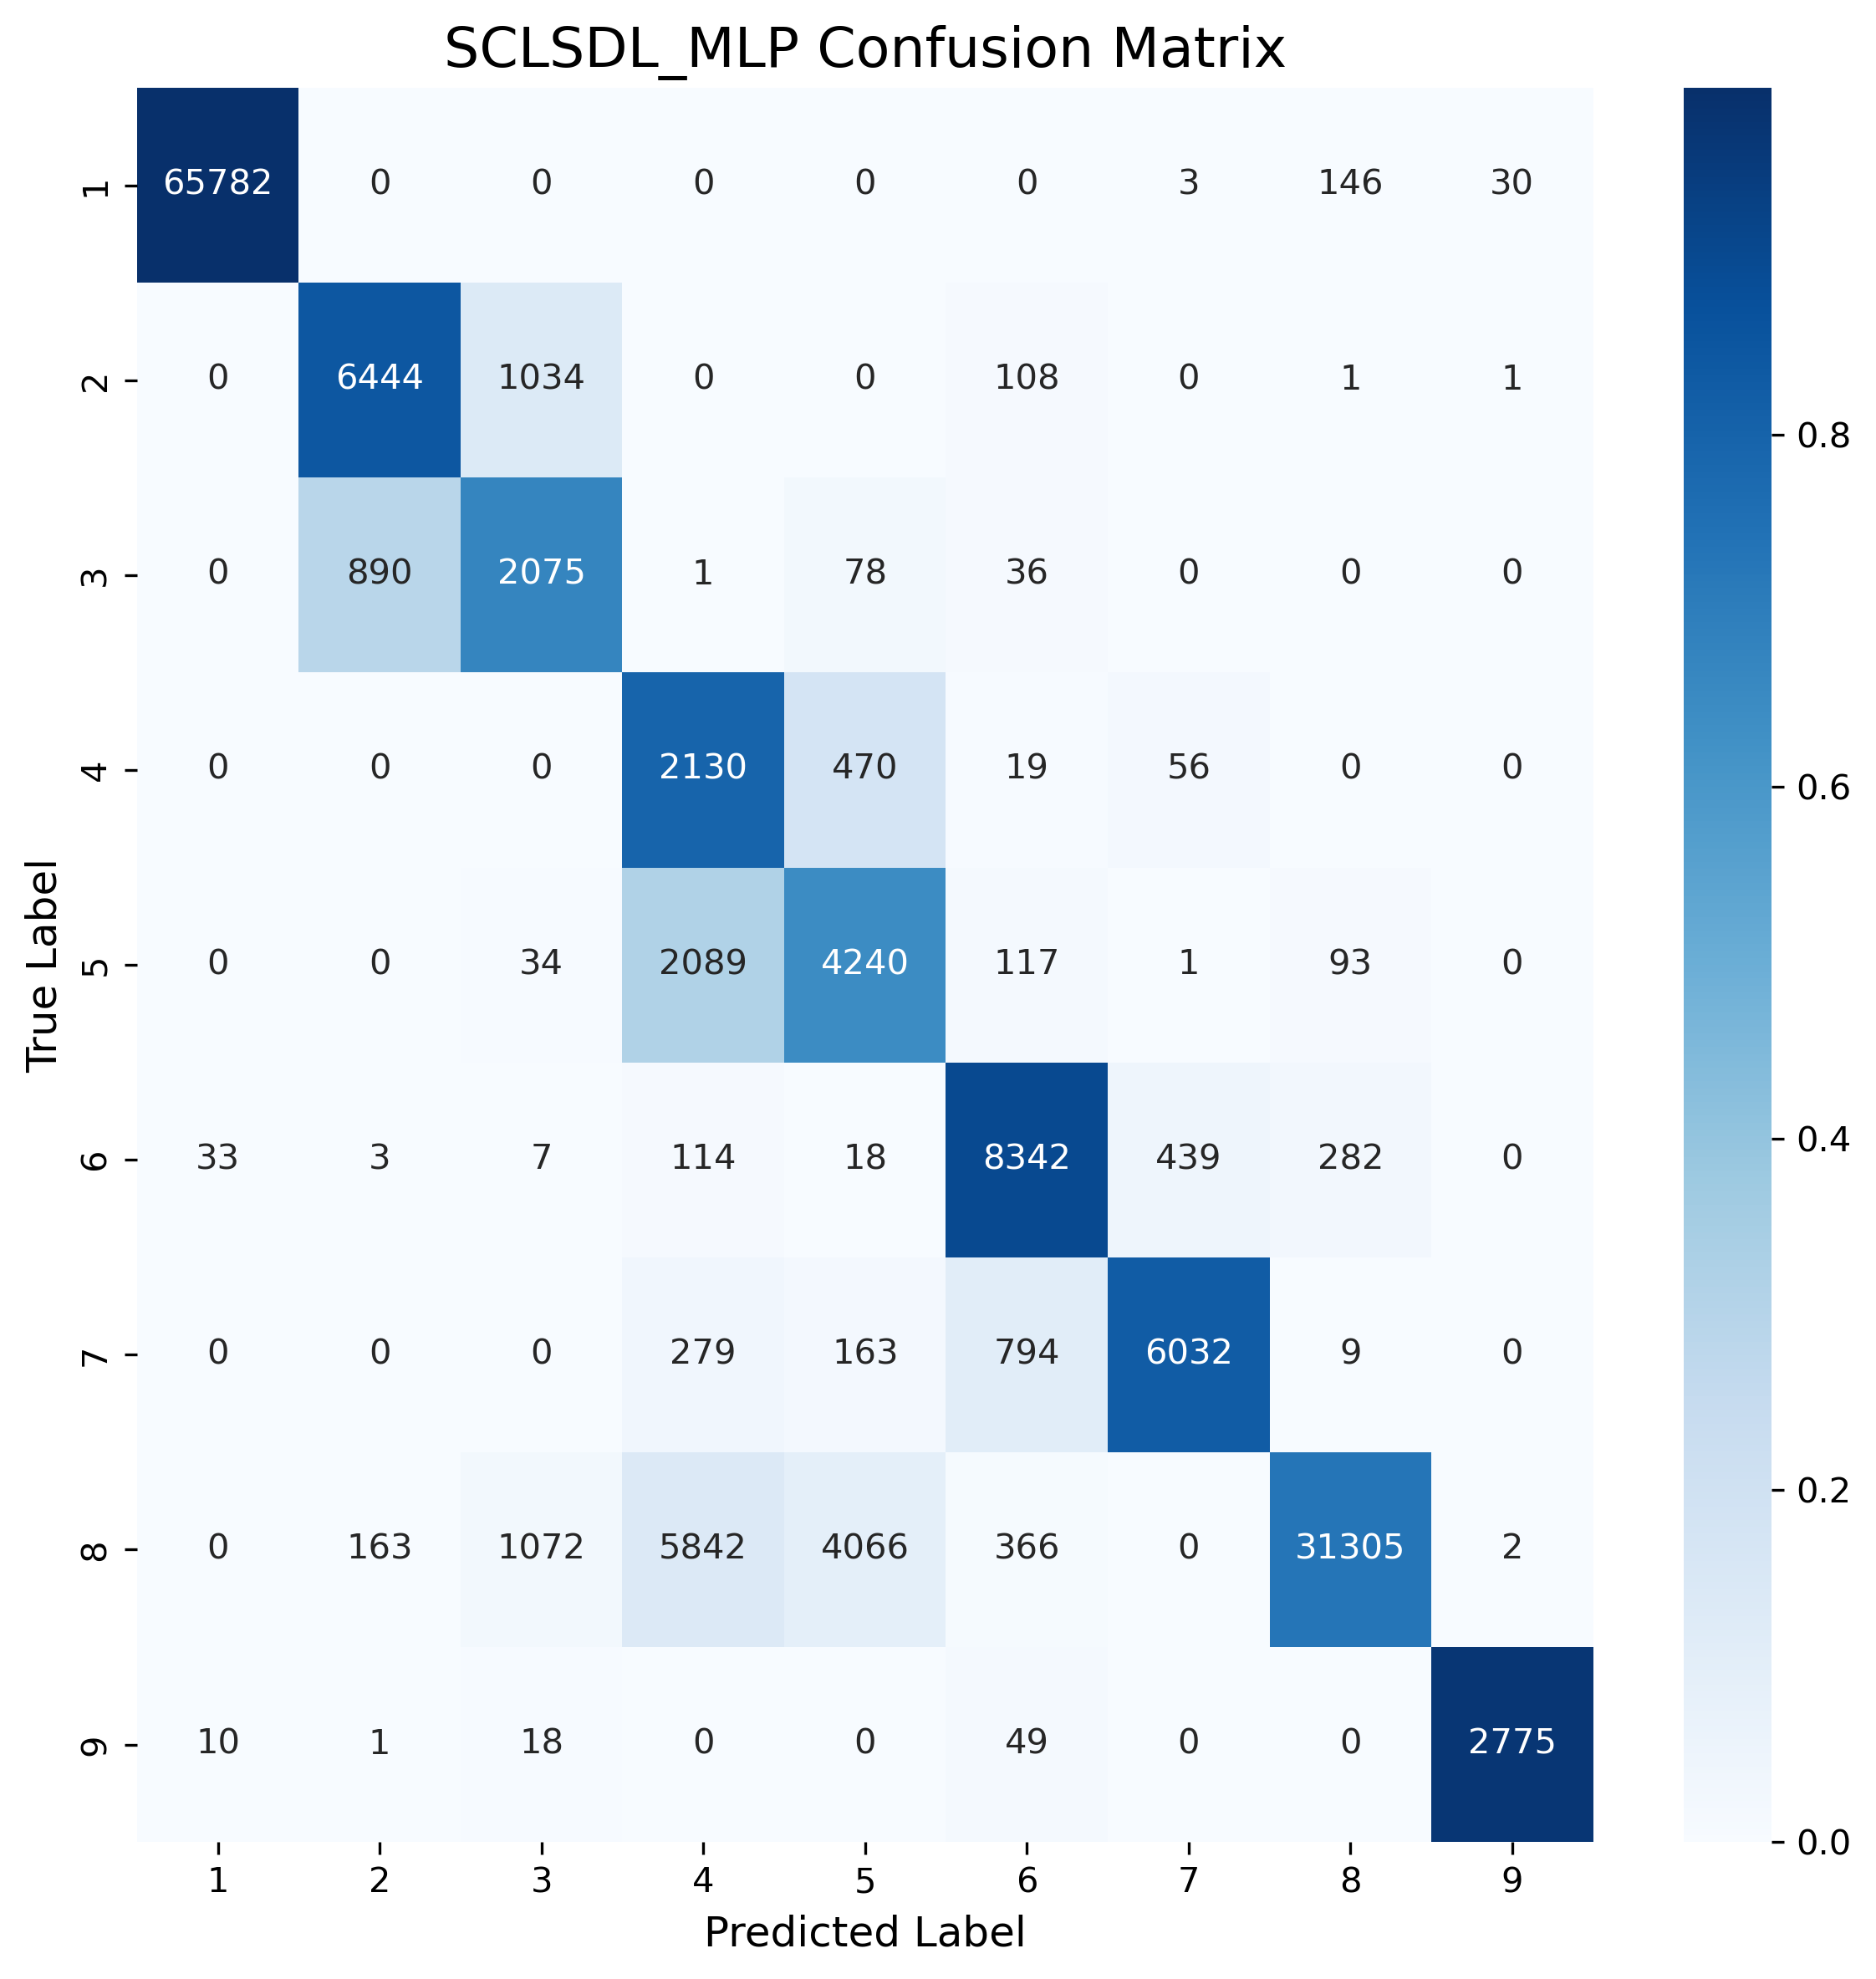 SCLSDL_MLP Confusion Matrix
1 65782 0 0 0 0 0 3 146 30
2 0 6444 1034 0 0 108 0 1 1
0.8
3 0 890 2075 1 78 36 0 0 0
4 0 0 0 2130 470 19 56 0 0
0.6
True Label
5 0 0 34 2089 4240 117 1 93 0
6 33 3 7 114 18 8342 439 282 0
0.4
7 0 0 0 279 163 794 6032 9 0
0.2
8 0 163 1072 5842 4066 366 0 31305 2
9 10 1 18 0 0 49 0 0 2775
0.0
1 2 3 4 5 6 7 8 9
Predicted Label